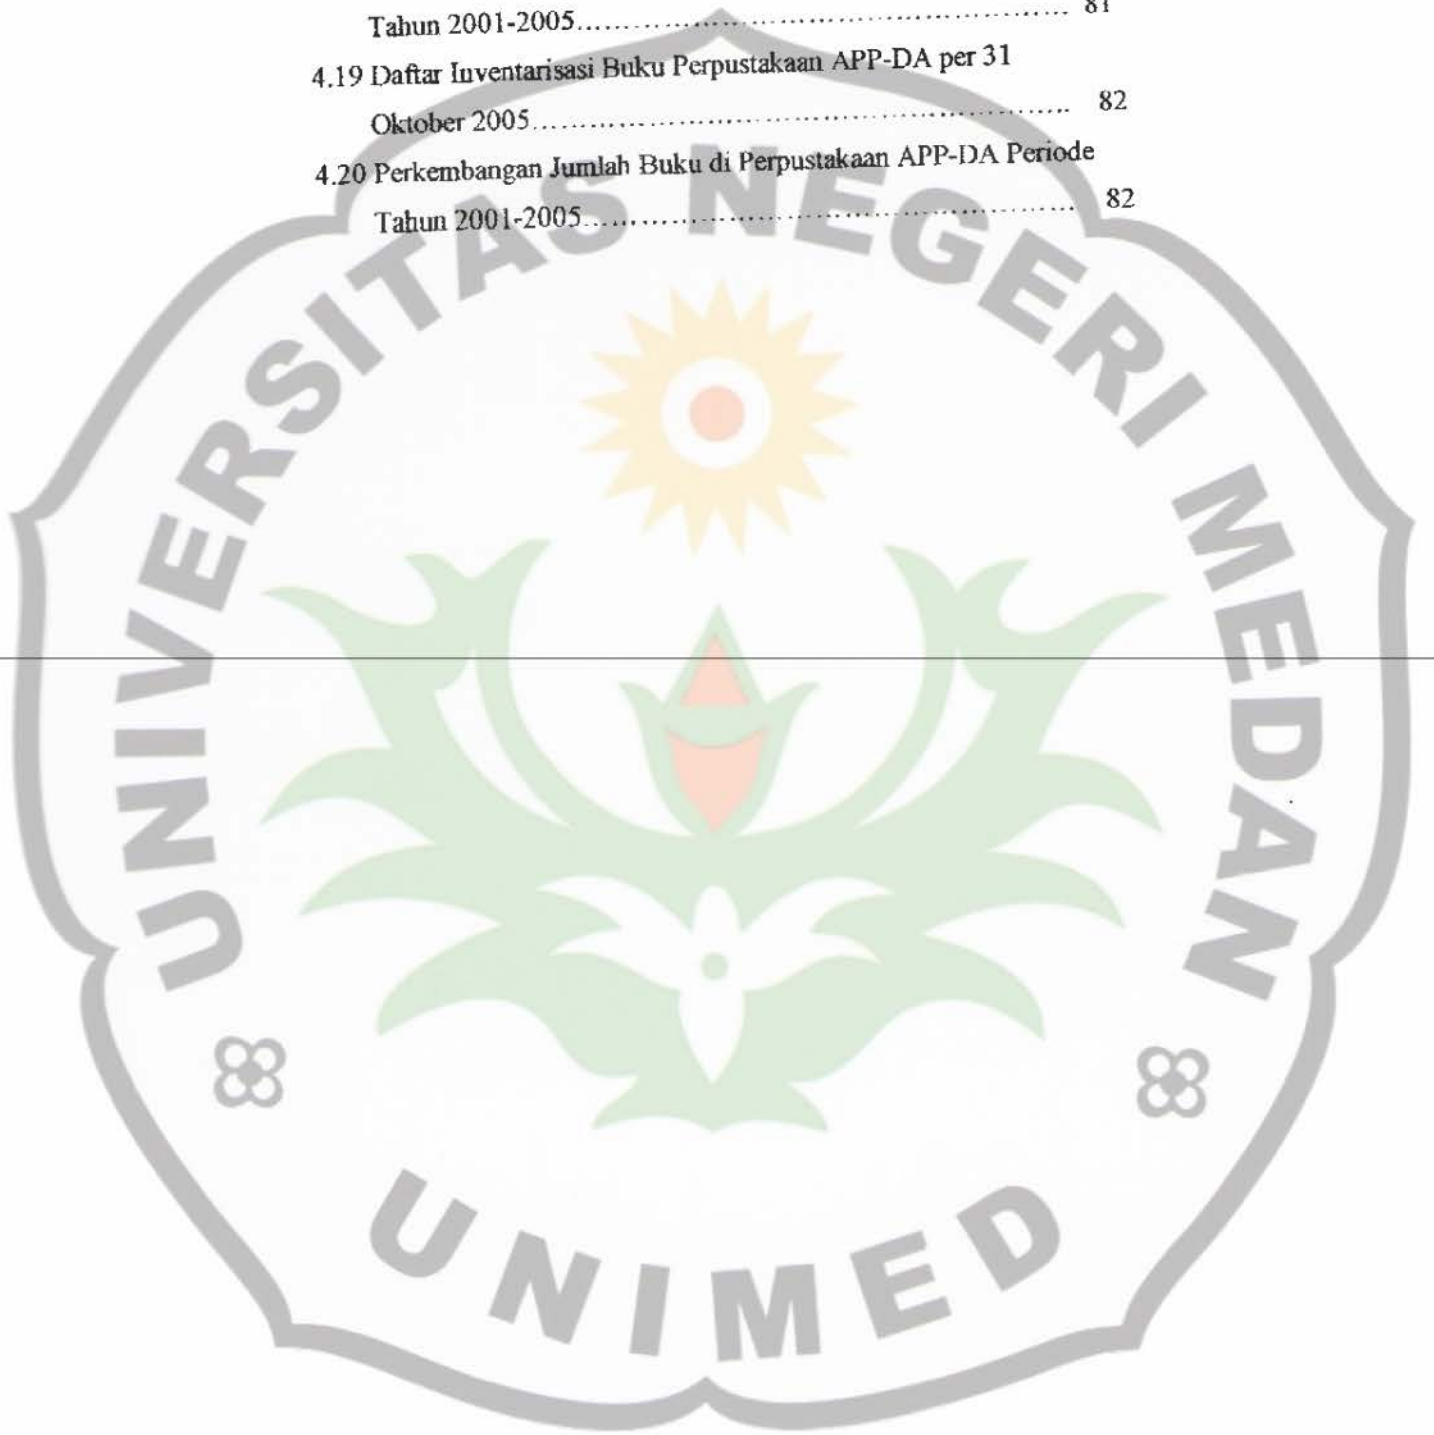 Tahun 2001-2005........................................................ 81
4.19 Daftar Inventarisasi Buku Perpustakaan APP-DA per 31
Oktober 2005............................................................ 82
4.20 Perkembangan Jumlah Buku di Perpustakaan APP-DA Periode
Tahun 2001-2005........................................................ 82
UNIVERSITAS NEGERI MEDAN
UNIMED